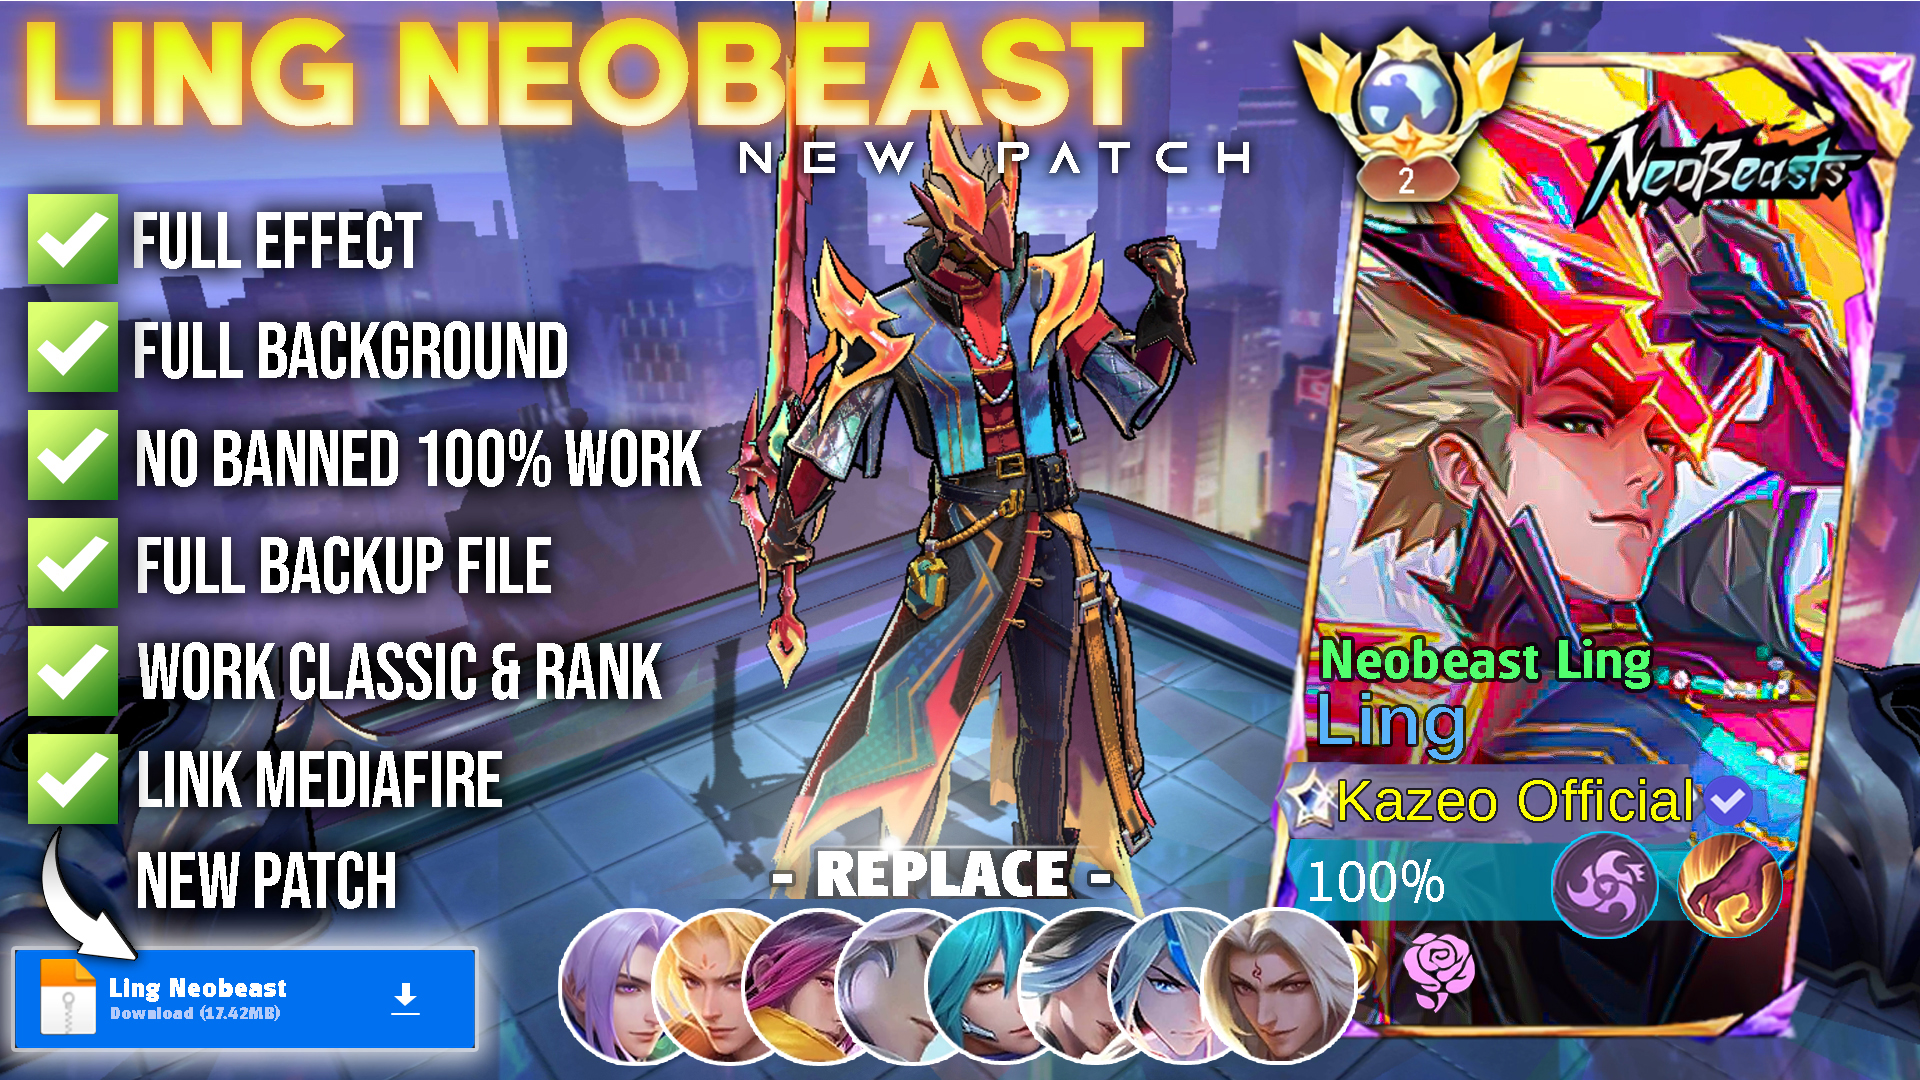 LING NEOBEAST
NEW PATCH
FULL EFFECT
FULL BACKGROUND
NO BANNED 100% WORK
FULL BACKUP FILE
WORK CLASSIC & RANK
LINK MEDIAFIRE
NEW PATCH
Ling Neobeast
Download (17.42MB)
- REPLACE -
2
NeoBeasts
Neobeast Ling
Ling
Kazeo Official
100%